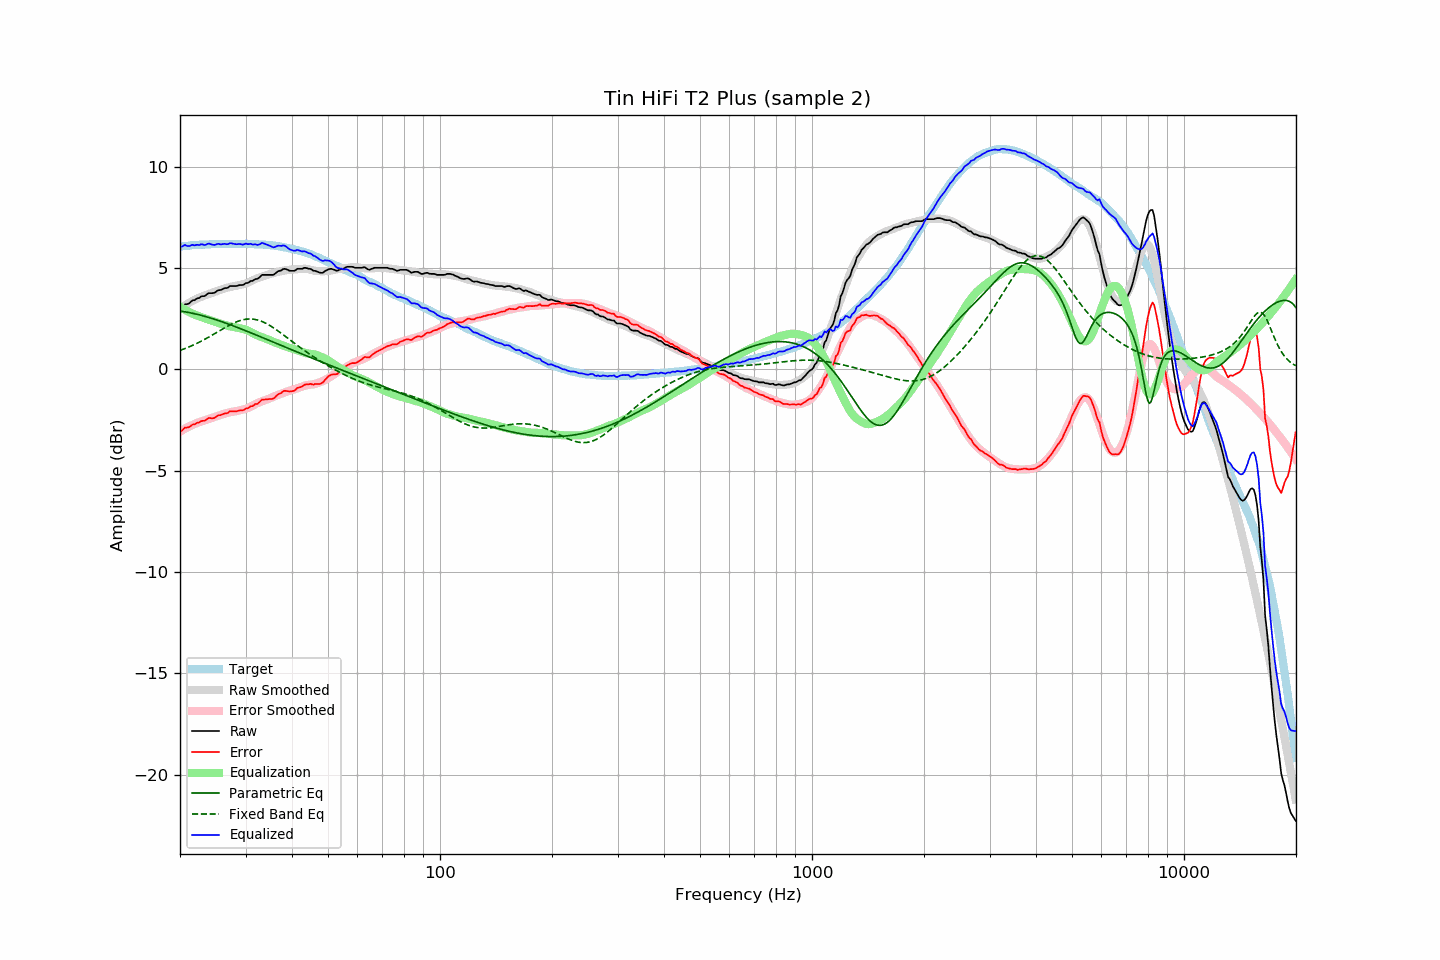 Tin HiFi T2 Plus (sample 2)
10
5
0
−5
−10
−15
−20
Amplitude (dBr)
Target
Raw Smoothed
Error Smoothed
Raw
Error
Equalization
Parametric Eq
Fixed Band Eq
Equalized
100
1000
10000
Frequency (Hz)